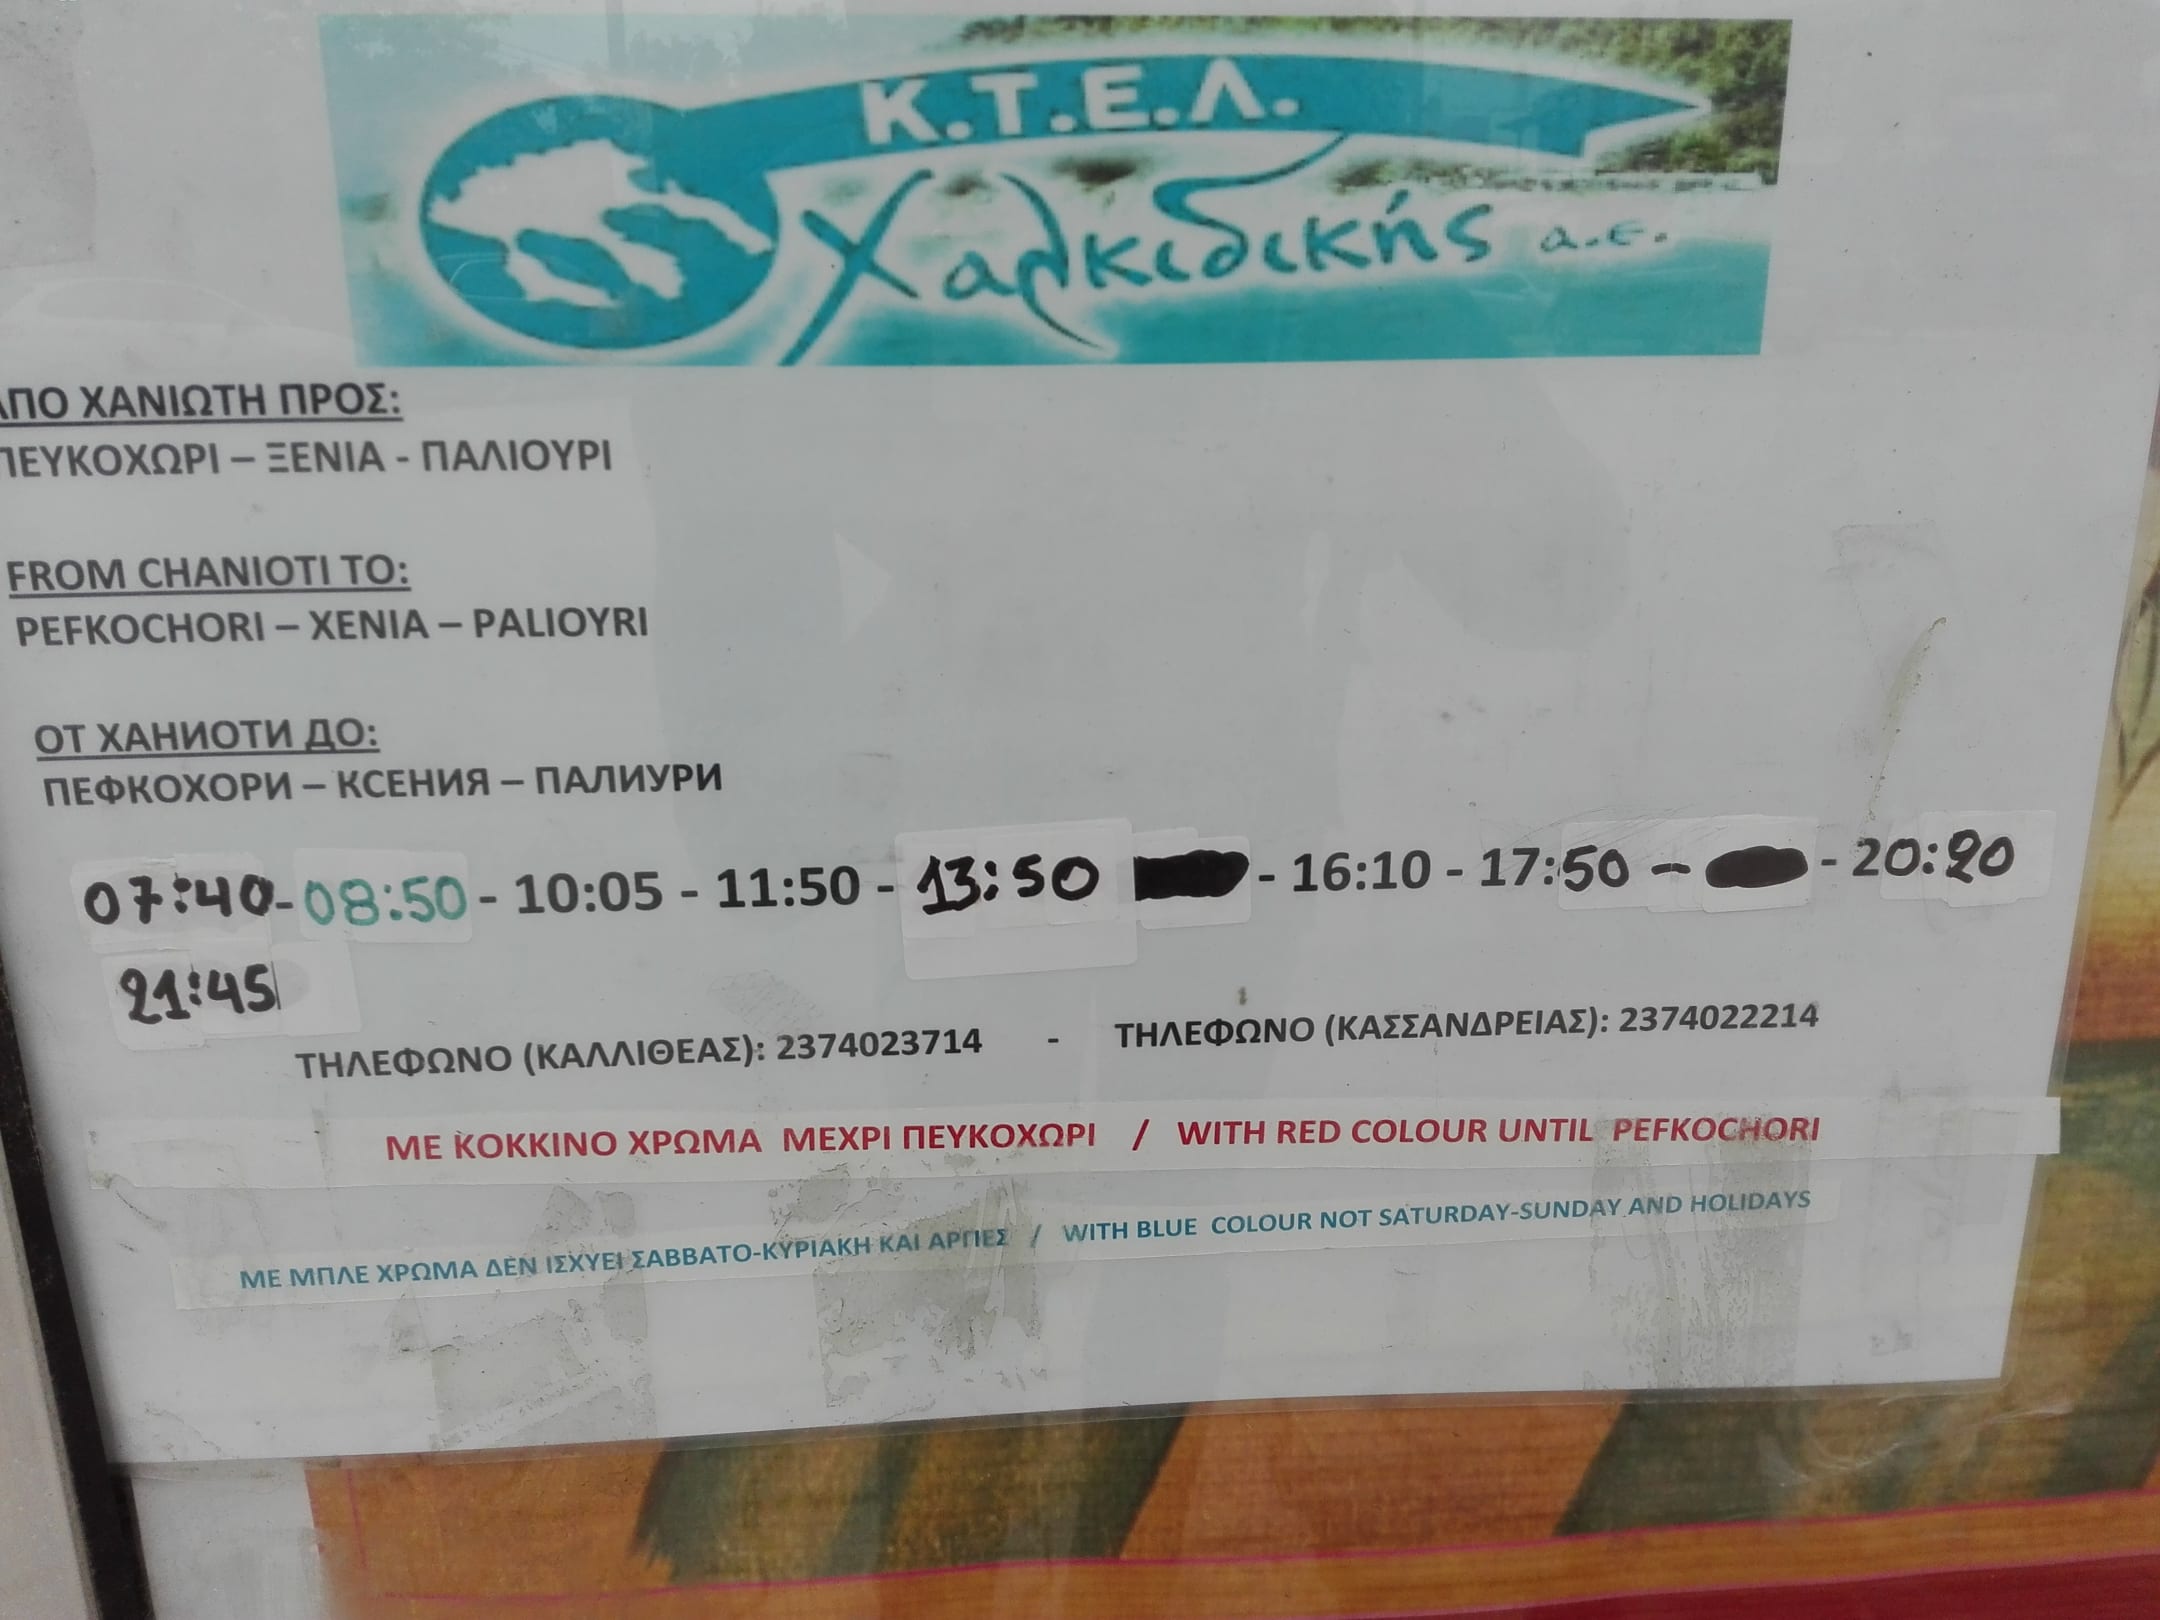 Κ.Τ.Ε.Λ.
Χαλκιδικής α.ε.
ΑΠΟ ΧΑΝΙΩΤΗ ΠΡΟΣ:
ΠΕΥΚΟΧΩΡΙ – ΞΕΝΙΑ - ΠΑΛΙΟΥΡΙ
FROM CHANIOTI TO:
PEFKOCHORI – XENIA – PALIOYRI
ОТ ХАНИОТИ ДО:
ПЕФКОХОРИ – КСЕНИЯ – ПАЛИУРИ
07:40 - 08:50 - 10:05 - 11:50 - 13:50 - 16:10 - 17:50 - - 20:20
21:45
ΤΗΛΕΦΩΝΟ (ΚΑΛΛΙΘΕΑΣ): 2374023714 - ΤΗΛΕΦΩΝΟ (ΚΑΣΣΑΝΔΡΕΙΑΣ): 2374022214
ΜΕ ΚΟΚΚΙΝΟ ΧΡΩΜΑ ΜΕΧΡΙ ΠΕΥΚΟΧΩΡΙ / WITH RED COLOUR UNTIL PEFKOCHORI
ΜΕ ΜΠΛΕ ΧΡΩΜΑ ΔΕΝ ΙΣΧΥΕΙ ΣΑΒΒΑΤΟ-ΚΥΡΙΑΚΗ ΚΑΙ ΑΡΓΙΕΣ / WITH BLUE COLOUR NOT SATURDAY-SUNDAY AND HOLIDAYS